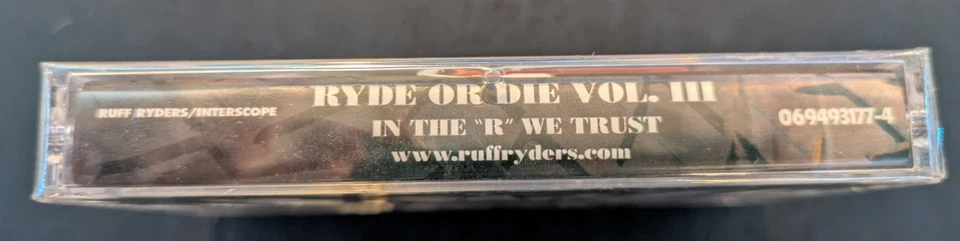 RUFF RYDERS/INTERSCOPE
RYDE OR DIE VOL. III
IN THE "R" WE TRUST
www.ruffryders.com
069493177-4